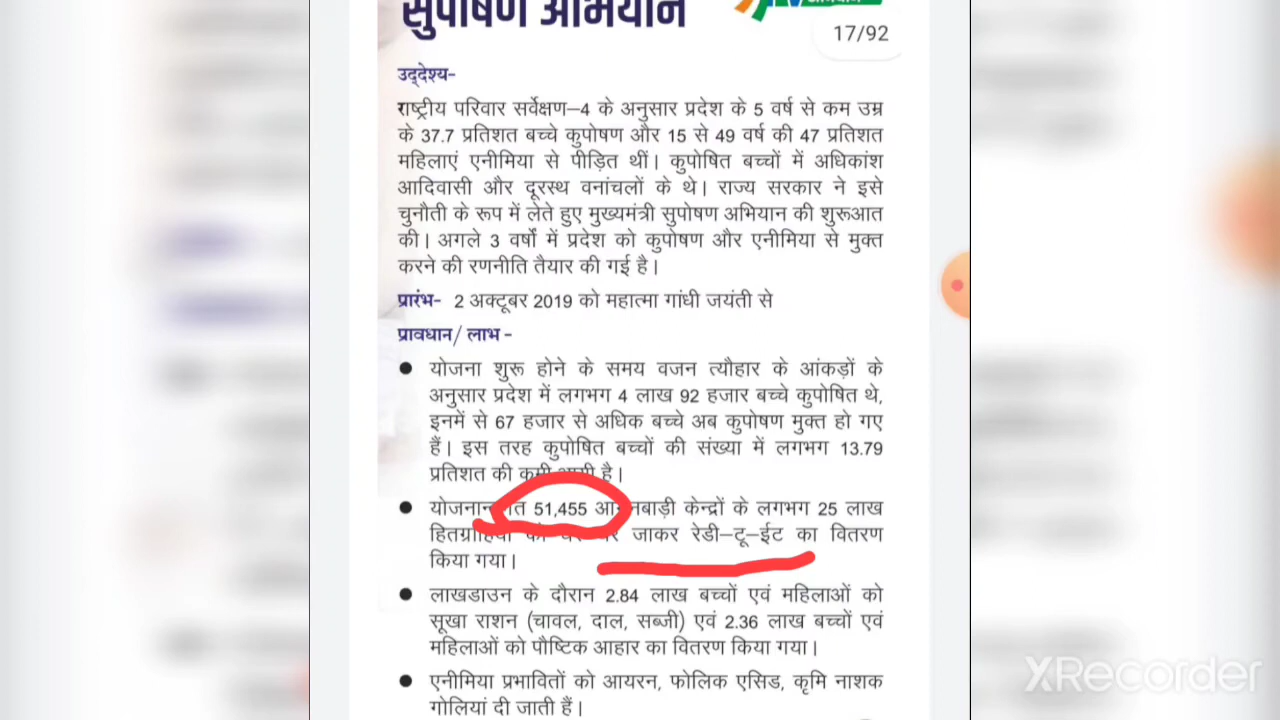 सुपोषण अभियान
17/92
उद्देश्य-
राष्ट्रीय परिवार सर्वेक्षण–4 के अनुसार प्रदेश के 5 वर्ष से कम उम्र
के 37.7 प्रतिशत बच्चे कुपोषण और 15 से 49 वर्ष की 47 प्रतिशत
महिलाएं एनीमिया से पीड़ित थीं। कुपोषित बच्चों में अधिकांश
आदिवासी और दूरस्थ वनांचलों के थे। राज्य सरकार ने इसे
चुनौती के रूप में लेते हुए मुख्यमंत्री सुपोषण अभियान की शुरूआत
की। अगले 3 वर्षों में प्रदेश को कुपोषण और एनीमिया से मुक्त
करने की रणनीति तैयार की गई है।
प्रारंभ- 2 अक्टूबर 2019 को महात्मा गांधी जयंती से
प्रावधान/ लाभ -
● योजना शुरू होने के समय वजन त्यौहार के आंकड़ों के
अनुसार प्रदेश में लगभग 4 लाख 92 हजार बच्चे कुपोषित थे,
इनमें से 67 हजार से अधिक बच्चे अब कुपोषण मुक्त हो गए
हैं। इस तरह कुपोषित बच्चों की संख्या में लगभग 13.79
प्रतिशत की कमी आयी है।
● 51,455 केन्द्रों के लगभग 25 लाख
जाकर रेडी–टू–ईट का वितरण
किया गया।
● लाखडाउन के दौरान 2.84 लाख बच्चों एवं महिलाओं को
सूखा राशन (चावल, दाल, सब्जी) एवं 2.36 लाख बच्चों एवं
महिलाओं को पौष्टिक आहार का वितरण किया गया।
● एनीमिया प्रभावितों को आयरन, फोलिक एसिड, कृमि नाशक
गोलियां दी जाती हैं।
XRecorder